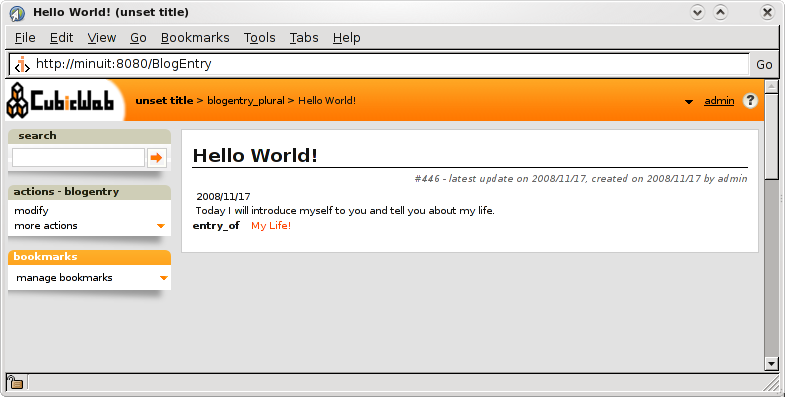 Hello World! (unset title)
File Edit View Go Bookmarks Tools Tabs Help
http://minuit:8080/BlogEntry Go
CubicWeb unset title > blogentry_plural > Hello World! admin ?
search
actions - blogentry
modify
more actions
bookmarks
manage bookmarks
Hello World!
#446 - latest update on 2008/11/17, created on 2008/11/17 by admin
2008/11/17
Today I will introduce myself to you and tell you about my life.
entry_of My Life!